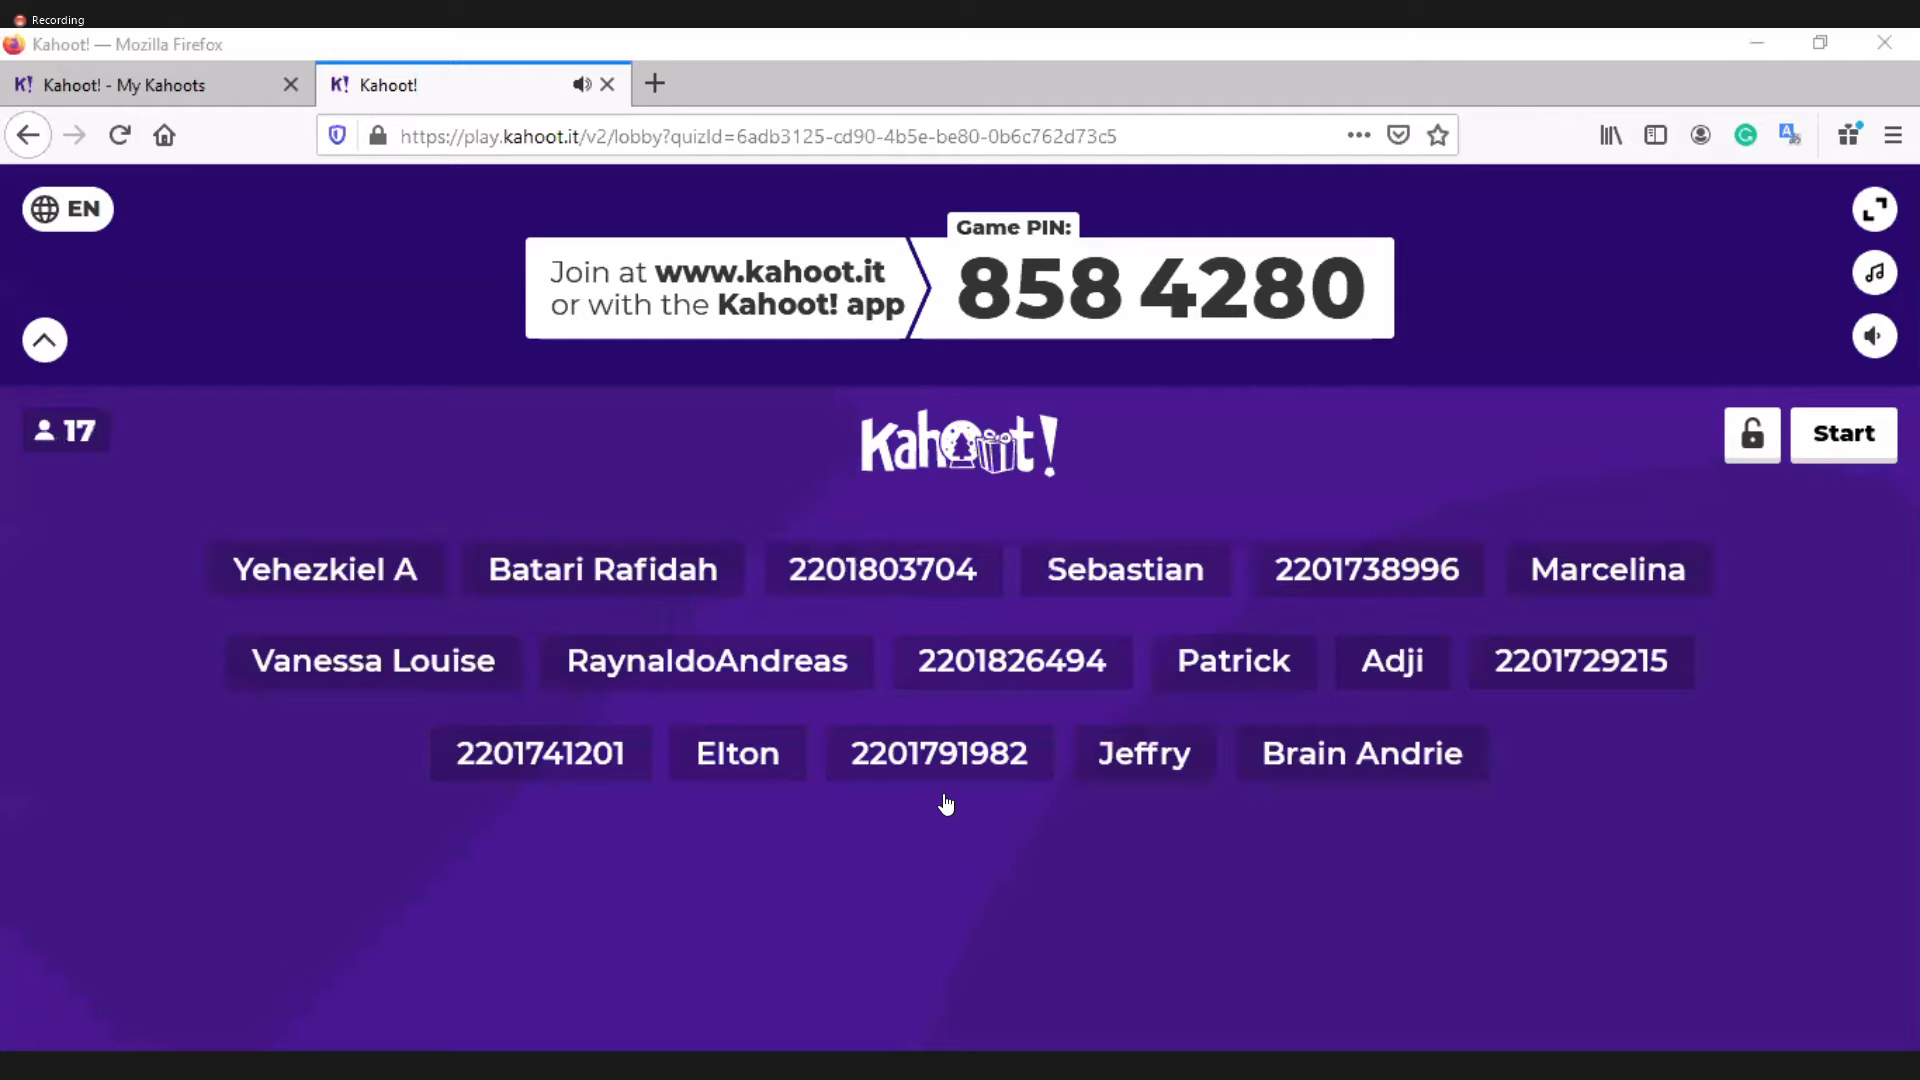 Recording
Kahoot! — Mozilla Firefox
Kahoot! - My Kahoots
Kahoot!
https://play.kahoot.it/v2/lobby?quizId=6adb3125-cd90-4b5e-be80-0b6c762d73c5
EN
Game PIN:
Join at www.kahoot.it
or with the Kahoot! app
858 4280
17
Kahoot!
Start
Yehezkiel A Batari Rafidah 2201803704 Sebastian 2201738996 Marcelina
Vanessa Louise RaynaldoAndreas 2201826494 Patrick Adji 2201729215
2201741201 Elton 2201791982 Jeffry Brain Andrie